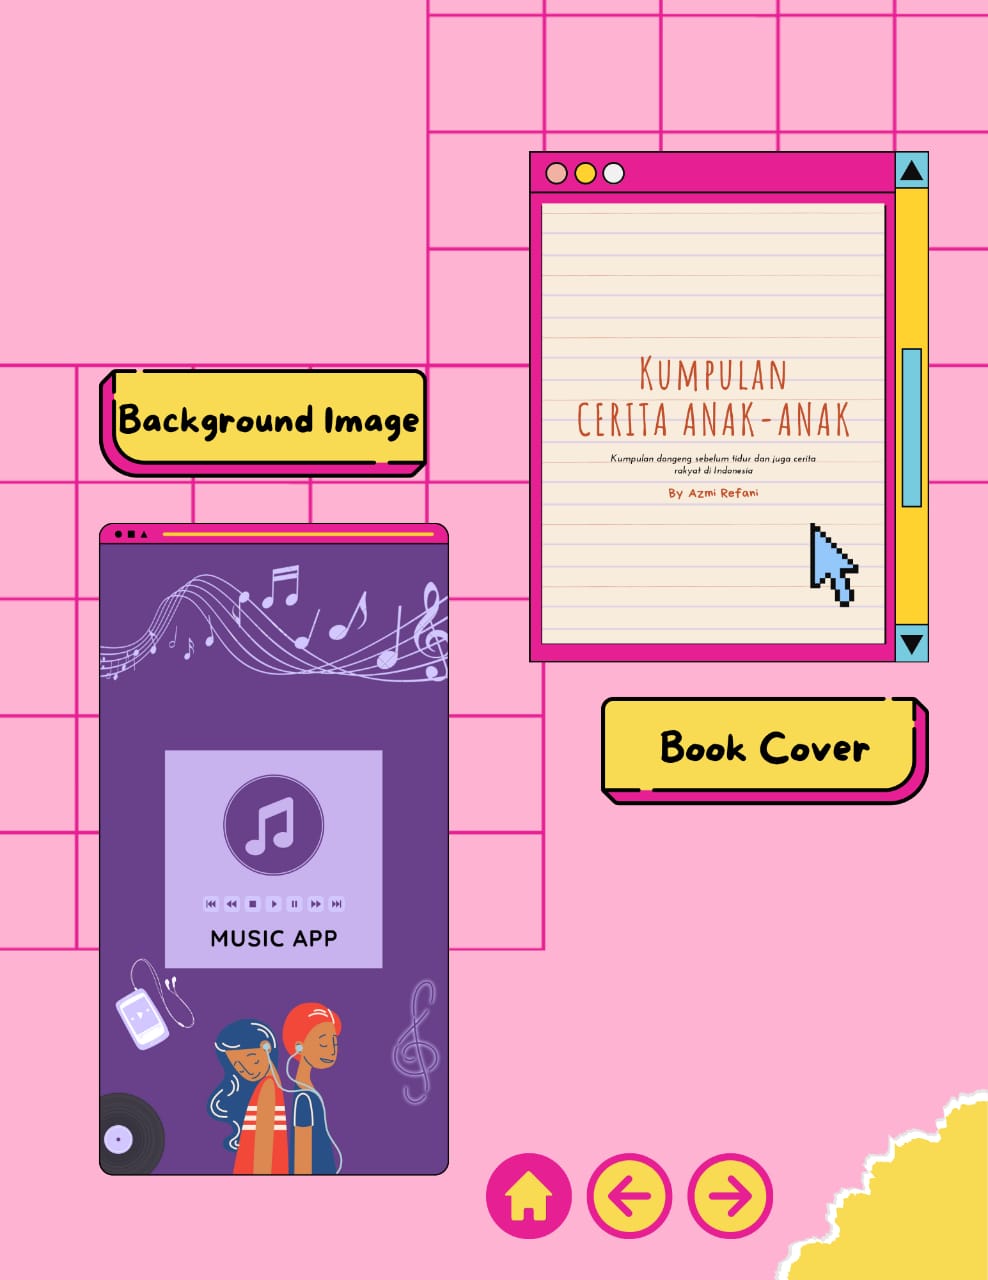 Kumpulan
CERITA ANAK-ANAK
Kumpulan dongeng sebelum tidur dan juga cerita
rakyat di Indonesia
By Azmi Refani
Background Image
Book Cover
MUSIC APP